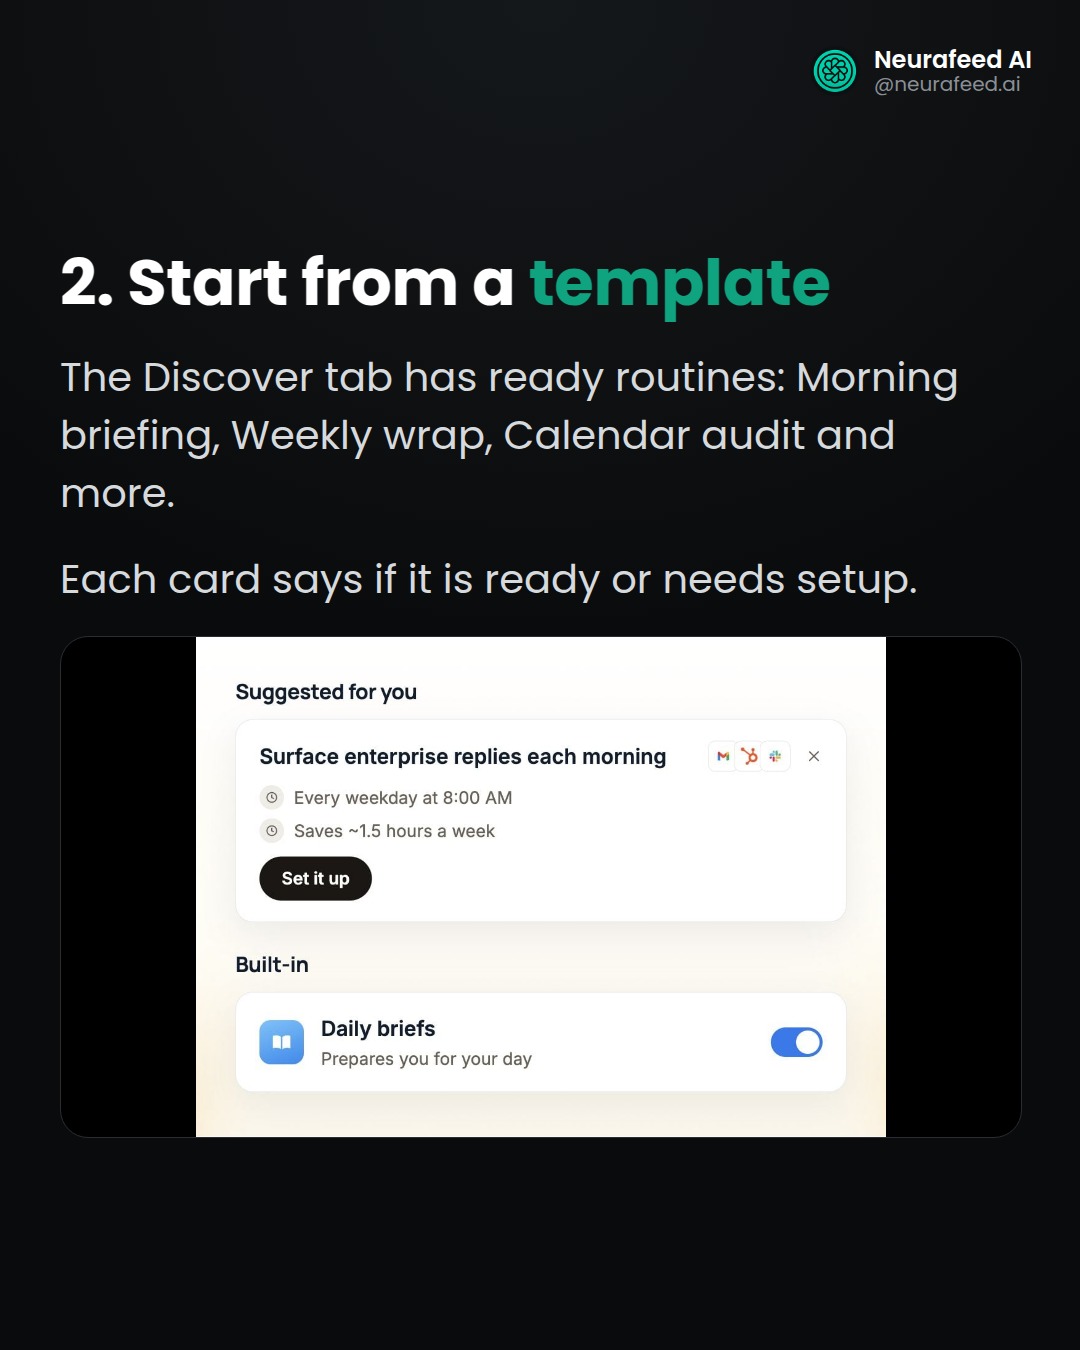 Neurafeed AI
@neurafeed.ai
2. Start from a template
The Discover tab has ready routines: Morning
briefing, Weekly wrap, Calendar audit and
more.
Each card says if it is ready or needs setup.
Suggested for you
Surface enterprise replies each morning
Every weekday at 8:00 AM
Saves ~1.5 hours a week
Set it up
Built-in
Daily briefs
Prepares you for your day